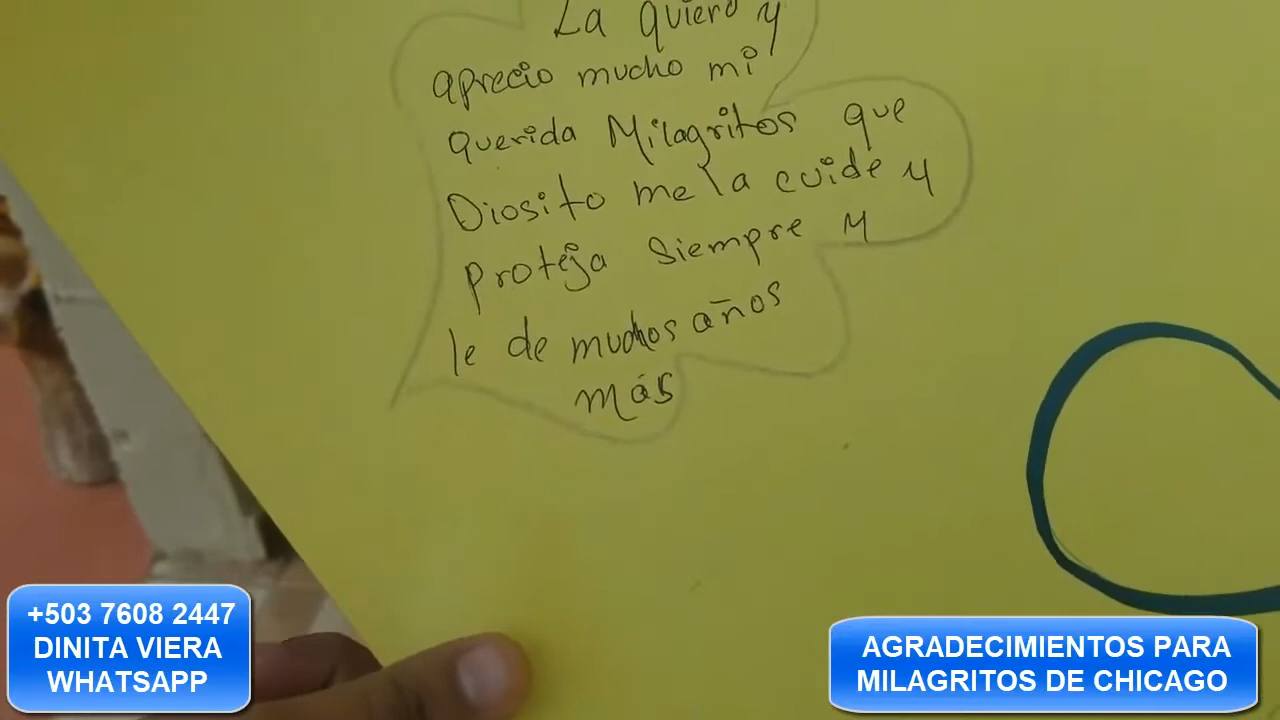 La quiero y
aprecio mucho mi
querida Milagritos que
Diosito me la cuide y
proteja siempre y
le de muchos años
más
+503 7608 2447
DINITA VIERA
WHATSAPP
AGRADECIMIENTOS PARA
MILAGRITOS DE CHICAGO